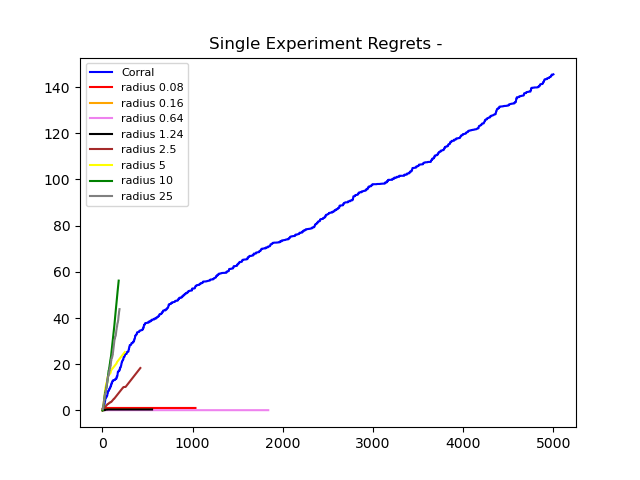 Single Experiment Regrets -
Corral
radius 0.08
radius 0.16
radius 0.64
radius 1.24
radius 2.5
radius 5
radius 10
radius 25
140
120
100
80
60
40
20
0
0 1000 2000 3000 4000 5000